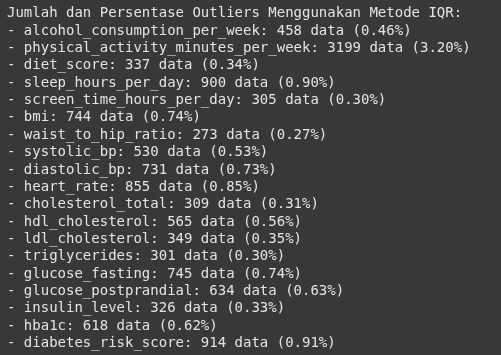 Jumlah dan Persentase Outliers Menggunakan Metode IQR:
- alcohol_consumption_per_week: 458 data (0.46%)
- physical_activity_minutes_per_week: 3199 data (3.20%)
- diet_score: 337 data (0.34%)
- sleep_hours_per_day: 900 data (0.90%)
- screen_time_hours_per_day: 305 data (0.30%)
- bmi: 744 data (0.74%)
- waist_to_hip_ratio: 273 data (0.27%)
- systolic_bp: 530 data (0.53%)
- diastolic_bp: 731 data (0.73%)
- heart_rate: 855 data (0.85%)
- cholesterol_total: 309 data (0.31%)
- hdl_cholesterol: 565 data (0.56%)
- ldl_cholesterol: 349 data (0.35%)
- triglycerides: 301 data (0.30%)
- glucose_fasting: 745 data (0.74%)
- glucose_postprandial: 634 data (0.63%)
- insulin_level: 326 data (0.33%)
- hba1c: 618 data (0.62%)
- diabetes_risk_score: 914 data (0.91%)